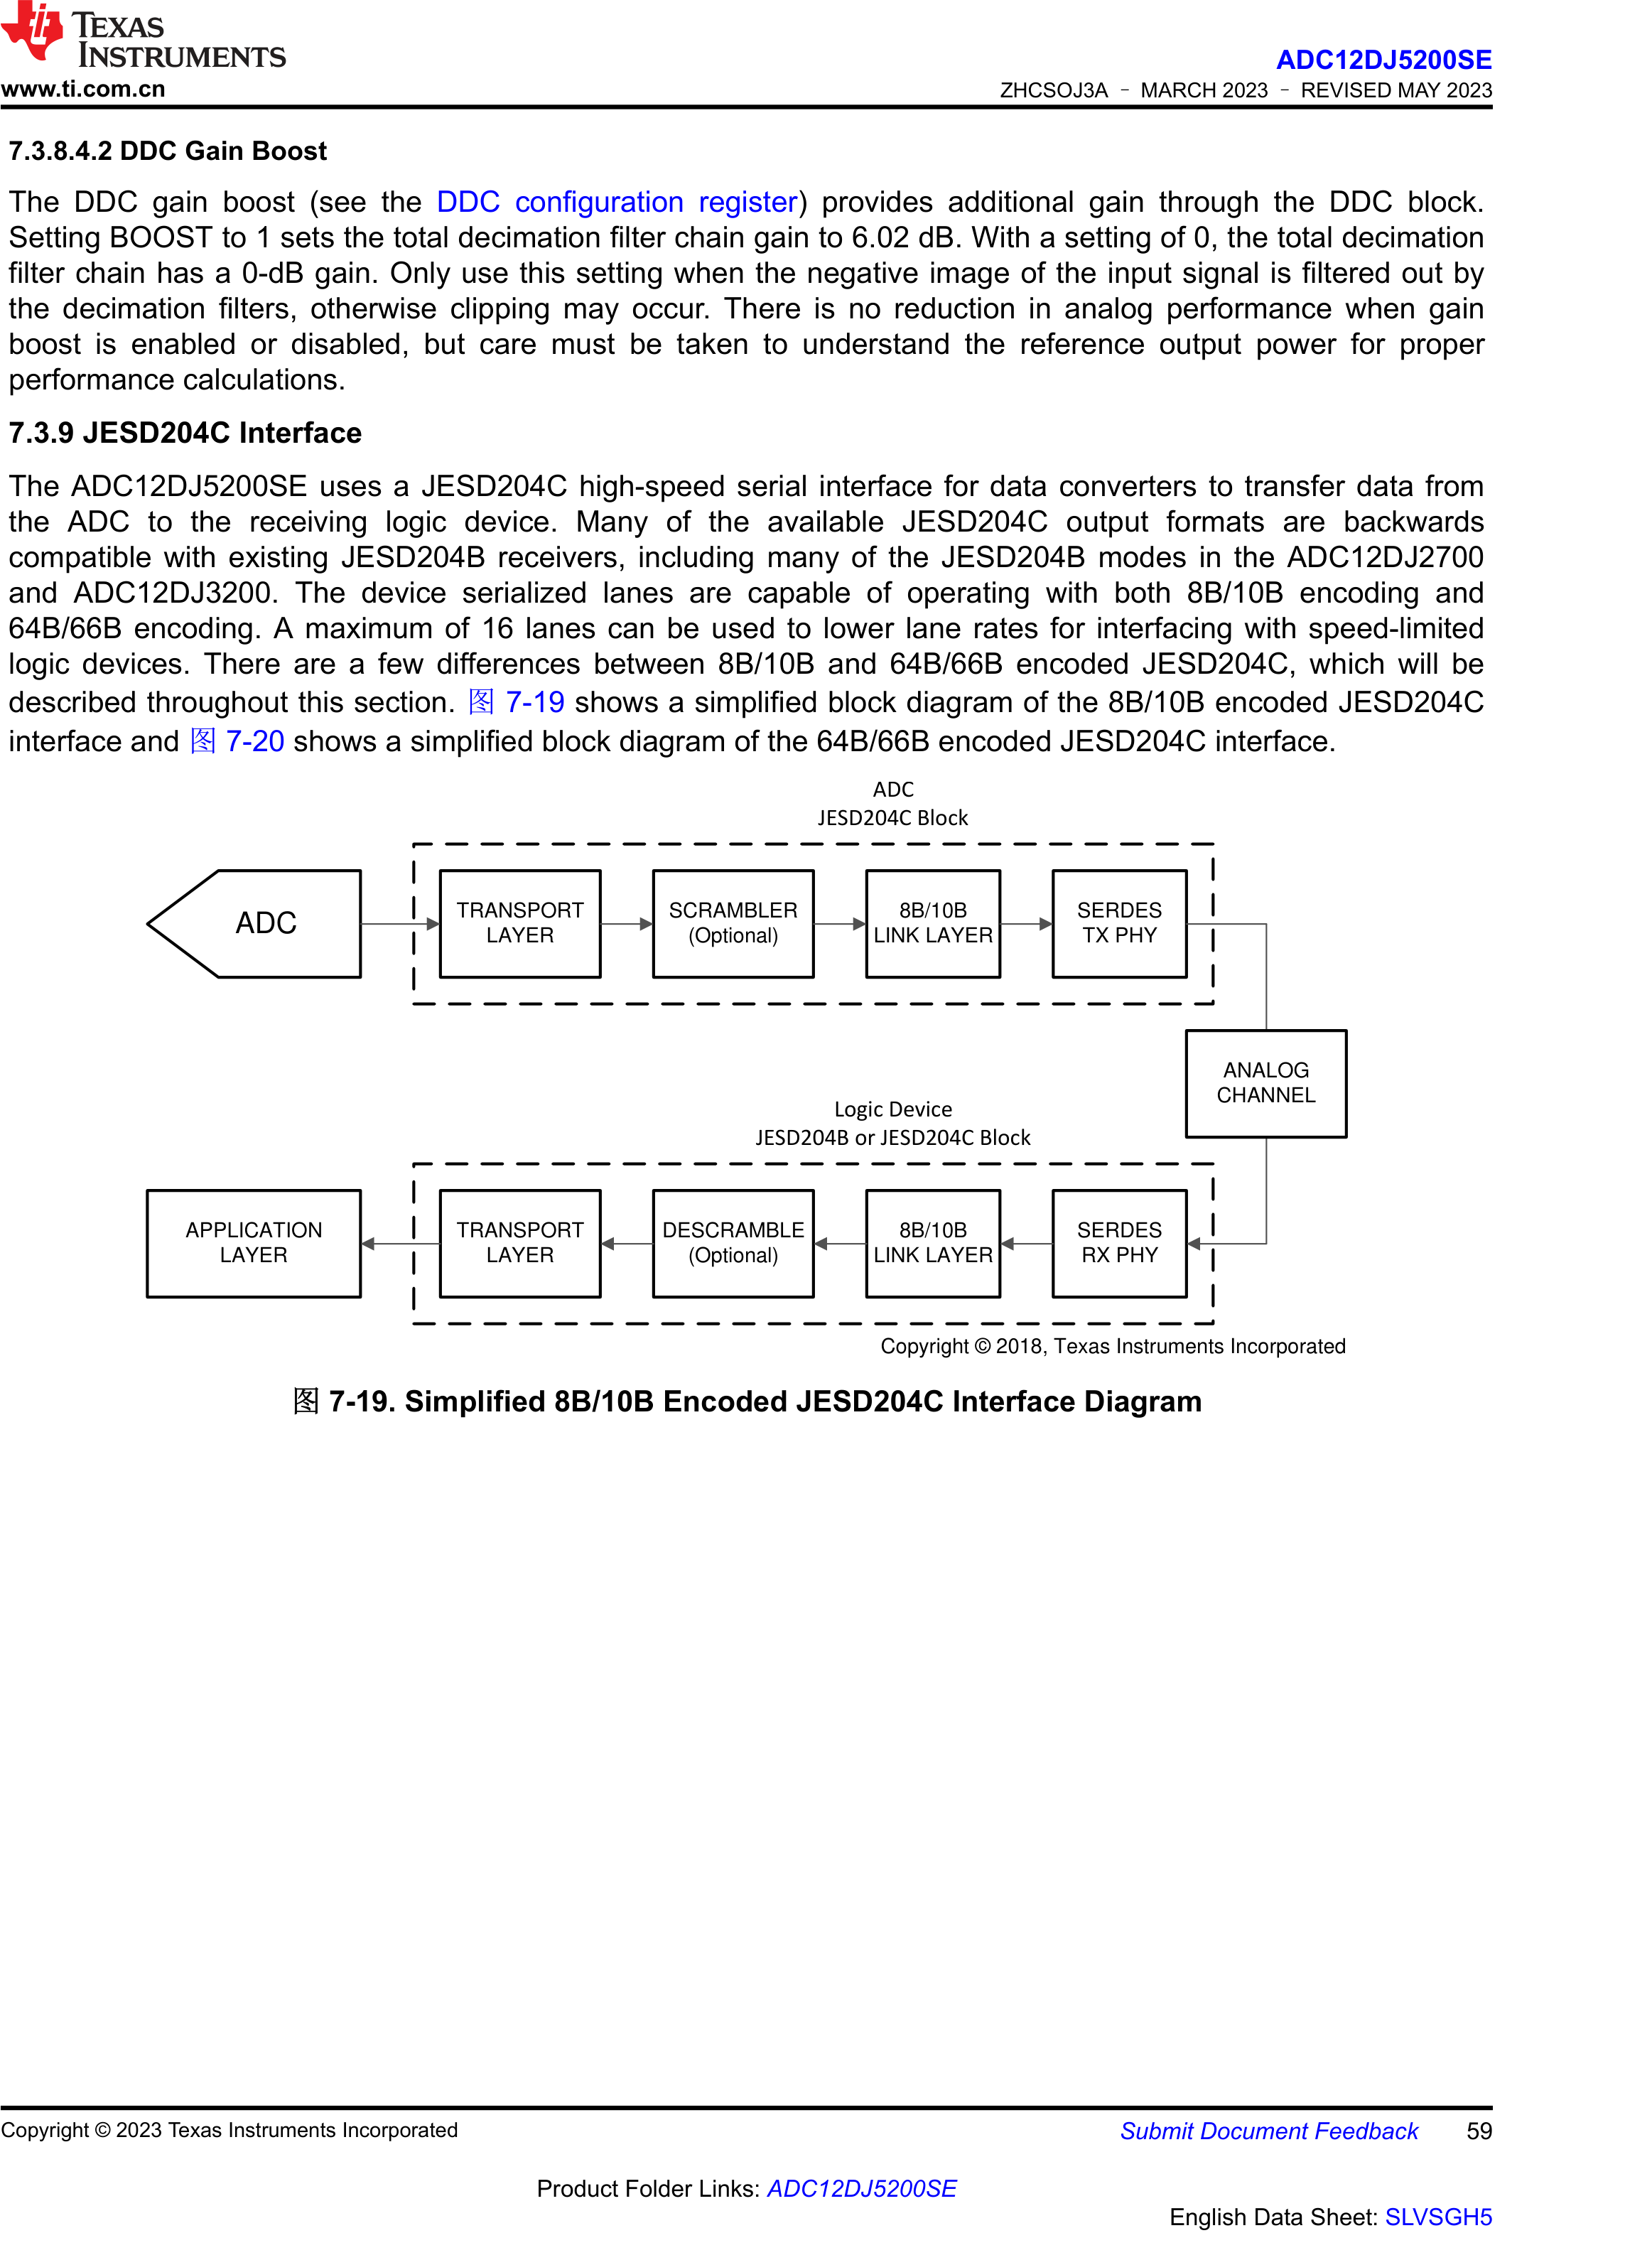 TEXAS
INSTRUMENTS
www.ti.com.cn
ADC12DJ5200SE
ZHCSOJ3A – MARCH 2023 – REVISED MAY 2023
7.3.8.4.2 DDC Gain Boost
The DDC gain boost (see the DDC configuration register) provides additional gain through the DDC block.
Setting BOOST to 1 sets the total decimation filter chain gain to 6.02 dB. With a setting of 0, the total decimation
filter chain has a 0-dB gain. Only use this setting when the negative image of the input signal is filtered out by
the decimation filters, otherwise clipping may occur. There is no reduction in analog performance when gain
boost is enabled or disabled, but care must be taken to understand the reference output power for proper
performance calculations.
7.3.9 JESD204C Interface
The ADC12DJ5200SE uses a JESD204C high-speed serial interface for data converters to transfer data from
the ADC to the receiving logic device. Many of the available JESD204C output formats are backwards
compatible with existing JESD204B receivers, including many of the JESD204B modes in the ADC12DJ2700
and ADC12DJ3200. The device serialized lanes are capable of operating with both 8B/10B encoding and
64B/66B encoding. A maximum of 16 lanes can be used to lower lane rates for interfacing with speed-limited
logic devices. There are a few differences between 8B/10B and 64B/66B encoded JESD204C, which will be
described throughout this section. 图 7-19 shows a simplified block diagram of the 8B/10B encoded JESD204C
interface and 图 7-20 shows a simplified block diagram of the 64B/66B encoded JESD204C interface.
ADC
JESD204C Block
ADC
TRANSPORT
LAYER
SCRAMBLER
(Optional)
8B/10B
LINK LAYER
SERDES
TX PHY
ANALOG
CHANNEL
Logic Device
JESD204B or JESD204C Block
APPLICATION
LAYER
TRANSPORT
LAYER
DESCRAMBLE
(Optional)
8B/10B
LINK LAYER
SERDES
RX PHY
Copyright © 2018, Texas Instruments Incorporated
图 7-19. Simplified 8B/10B Encoded JESD204C Interface Diagram
Copyright © 2023 Texas Instruments Incorporated
Submit Document Feedback 59
Product Folder Links: ADC12DJ5200SE
English Data Sheet: SLVSGH5